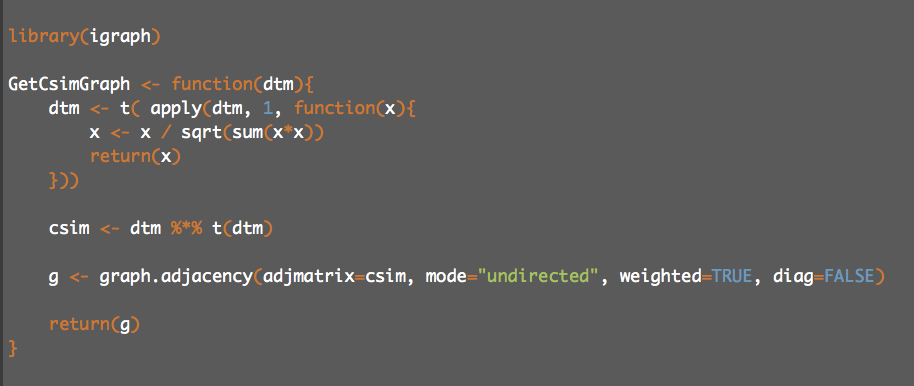 library(igraph)
GetCsimGraph <- function(dtm){
    dtm <- t( apply(dtm, 1, function(x){
        x <- x / sqrt(sum(x*x))
        return(x)
    }))
    csim <- dtm %*% t(dtm)
    g <- graph.adjacency(adjmatrix=csim, mode="undirected", weighted=TRUE, diag=FALSE)
    return(g)
}